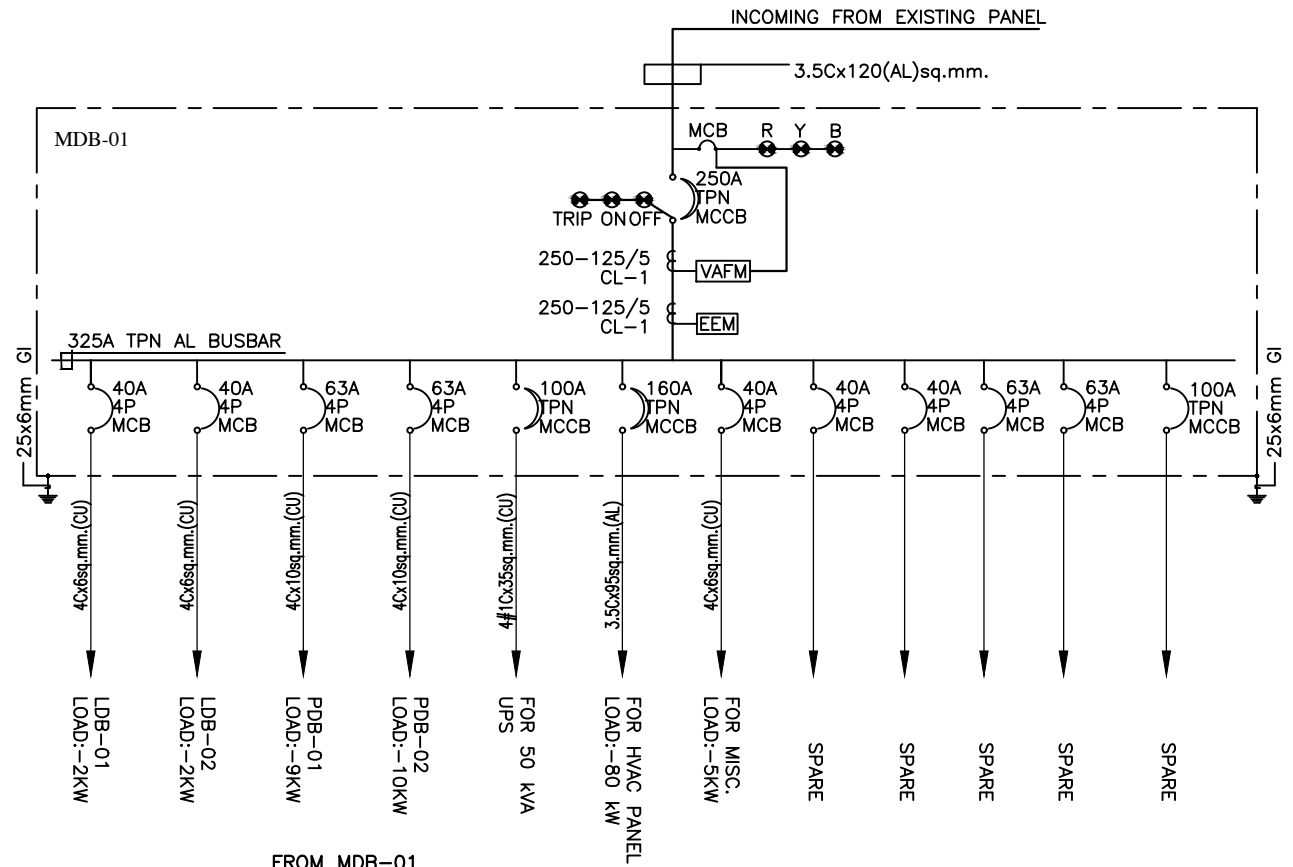 INCOMING FROM EXISTING PANEL
3.5Cx120(AL)sq.mm.
MDB-01
MCB
R Y B
250A
TPN
MCCB
TRIP ON OFF
250-125/5
CL-1
VAFM
250-125/5
CL-1
EEM
325A TPN AL BUSBAR
25x6mm GI
25x6mm GI
40A
4P
MCB
40A
4P
MCB
63A
4P
MCB
63A
4P
MCB
100A
TPN
MCCB
160A
TPN
MCCB
40A
4P
MCB
40A
4P
MCB
40A
4P
MCB
63A
4P
MCB
63A
4P
MCB
100A
TPN
MCCB
4Cx6sq.mm.(CU)
4Cx6sq.mm.(CU)
4Cx10sq.mm.(CU)
4Cx10sq.mm.(CU)
4#1Cx35sq.mm.(CU)
3.5Cx95sq.mm.(AL)
4Cx6sq.mm.(CU)
LDB-01
LOAD:-2KW
LDB-02
LOAD:-2KW
PDB-01
LOAD:-9KW
PDB-02
LOAD:-10KW
FOR 50 kVA
UPS
FOR HVAC PANEL
LOAD:-80 kW
FOR MISC.
LOAD:-5KW
SPARE
SPARE
SPARE
SPARE
SPARE
FROM MDB-01